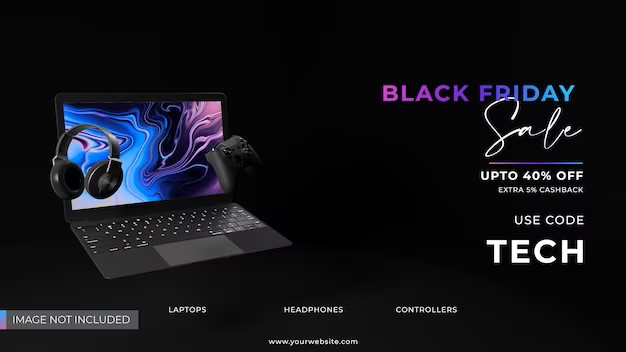 BLACK FRIDAY
Sale
UPTO 40% OFF
EXTRA 5% CASHBACK
USE CODE
TECH
LAPTOPS
HEADPHONES
CONTROLLERS
IMAGE NOT INCLUDED
www.yourwebsite.com